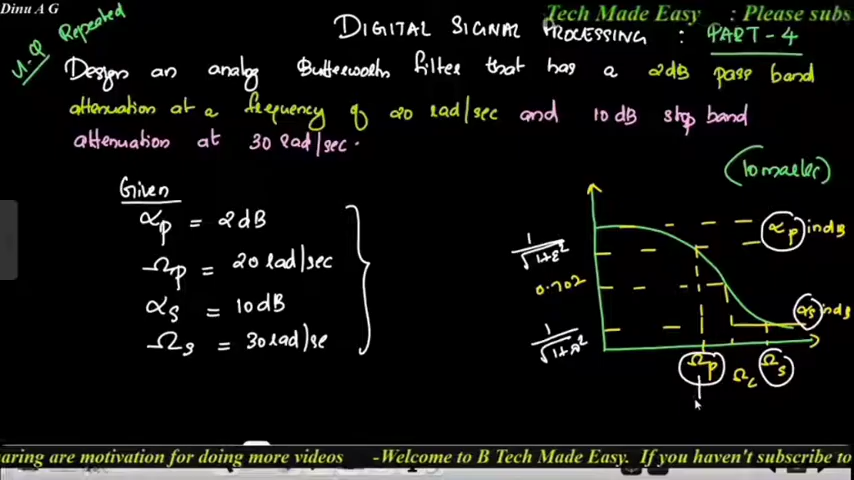 Dinu A G
Tech Made Easy : Please subs
U.Q Repeated
DIGITAL SIGNAL PROCESSING : PART-4
Design an analog Butterworth filter that has a 2dB pass band
attenuation at a frequency of 20 rad/sec and 10dB stop band
attenuation at 30 rad/sec.
(10 marks)
Given
αp = 2dB
Ωp = 20 rad/sec
αs = 10dB
Ωs = 30 rad/se
αp in dB
1/√1+ε²
0.707
αs in dB
1/√1+λ²
Ωp Ωc Ωs
aring are motivation for doing more videos -Welcome to B Tech Made Easy. If you haven't subscribe to